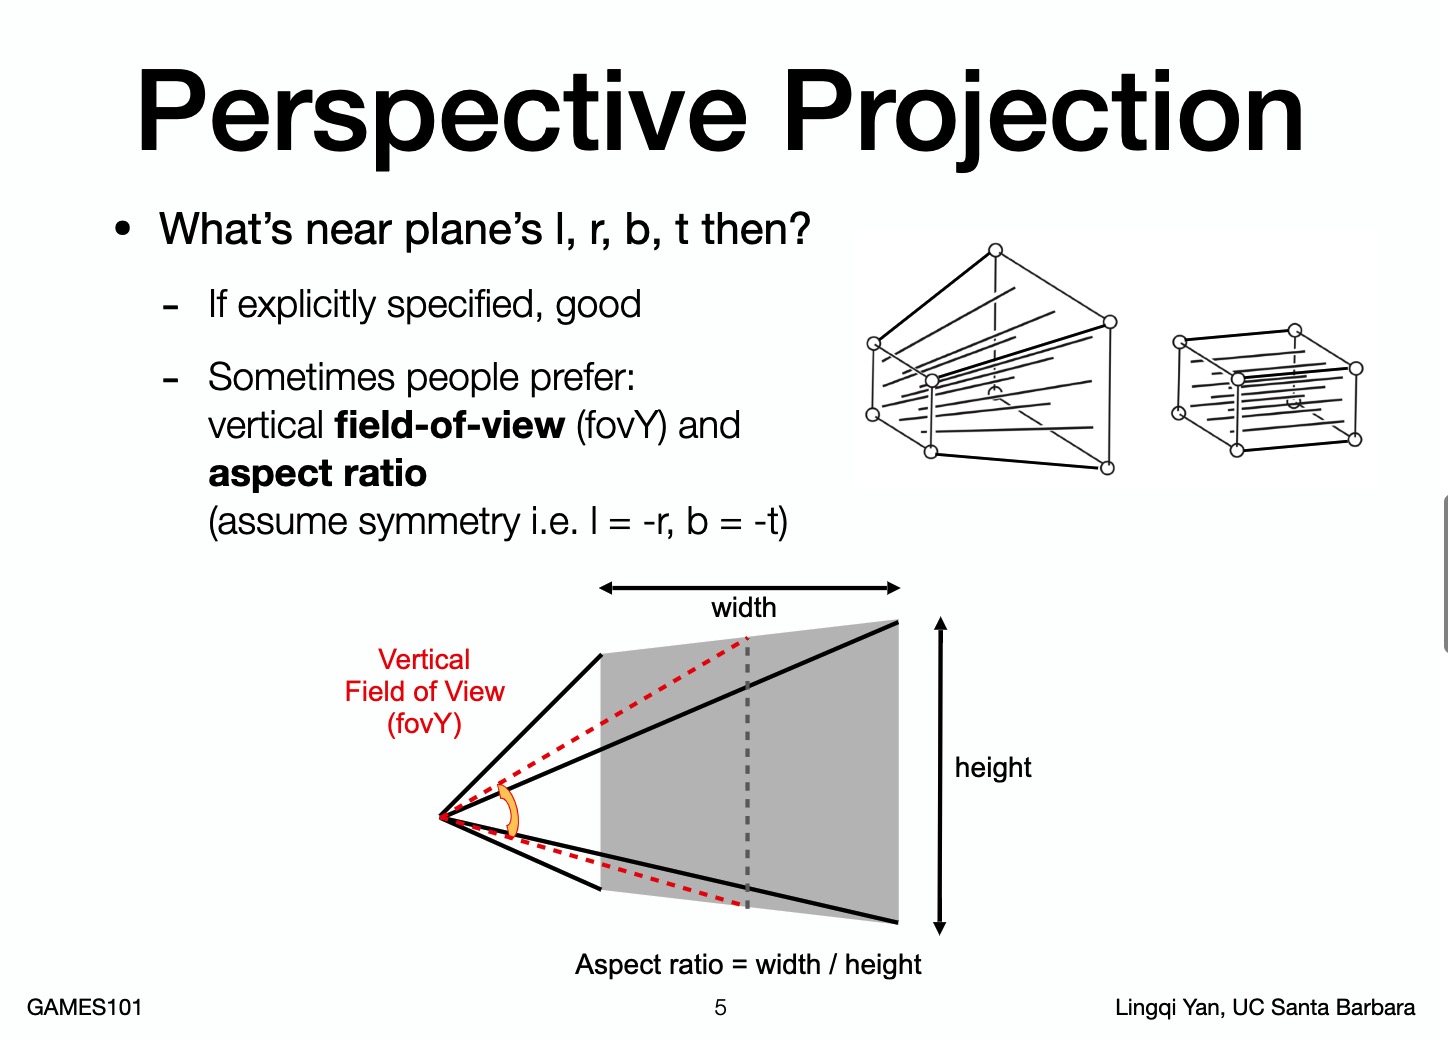 Perspective Projection
• What's near plane's l, r, b, t then?
- If explicitly specified, good
- Sometimes people prefer:
vertical field-of-view (fovY) and
aspect ratio
(assume symmetry i.e. l = -r, b = -t)
width
Vertical
Field of View
(fovY)
height
Aspect ratio = width / height
GAMES101
5
Lingqi Yan, UC Santa Barbara